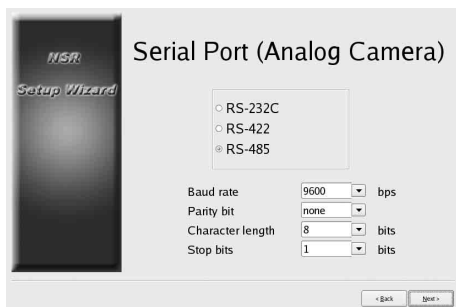 NSR
Setup Wizard
Serial Port (Analog Camera)
RS-232C
RS-422
RS-485
Baud rate 9600 bps
Parity bit none
Character length 8 bits
Stop bits 1 bits
< Back Next >